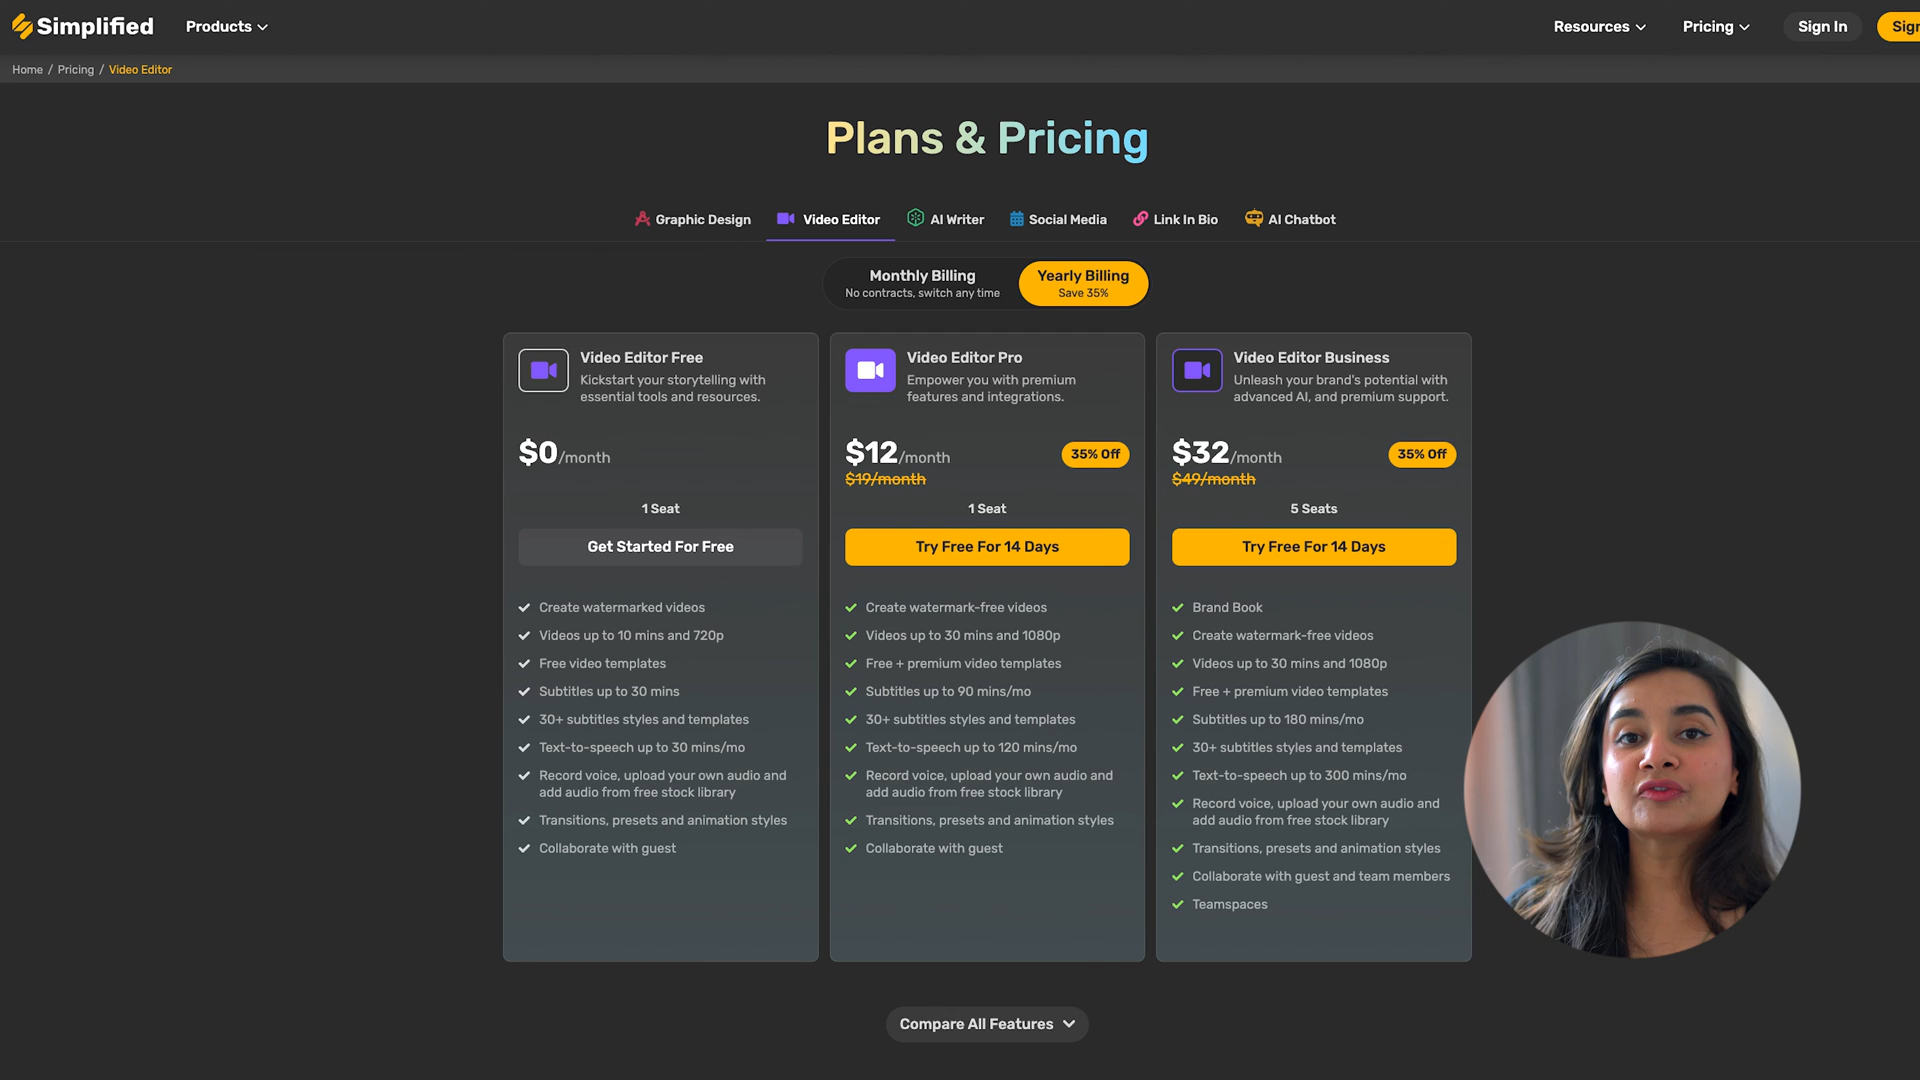 Simplified
Products
Resources
Pricing
Sign In
Home / Pricing / Video Editor
Plans & Pricing
Graphic Design
Video Editor
AI Writer
Social Media
Link In Bio
AI Chatbot
Monthly Billing
No contracts, switch any time
Yearly Billing
Save 35%
Video Editor Free
Kickstart your storytelling with
essential tools and resources.
$0/month
1 Seat
Get Started For Free
Create watermarked videos
Videos up to 10 mins and 720p
Free video templates
Subtitles up to 30 mins
30+ subtitles styles and templates
Text-to-speech up to 30 mins/mo
Record voice, upload your own audio and
add audio from free stock library
Transitions, presets and animation styles
Collaborate with guest
Video Editor Pro
Empower you with premium
features and integrations.
$12/month
35% Off
$19/month
1 Seat
Try Free For 14 Days
Create watermark-free videos
Videos up to 30 mins and 1080p
Free + premium video templates
Subtitles up to 90 mins/mo
30+ subtitles styles and templates
Text-to-speech up to 120 mins/mo
Record voice, upload your own audio and
add audio from free stock library
Transitions, presets and animation styles
Collaborate with guest
Video Editor Business
Unleash your brand's potential with
advanced AI, and premium support.
$32/month
35% Off
$49/month
5 Seats
Try Free For 14 Days
Brand Book
Create watermark-free videos
Videos up to 30 mins and 1080p
Free + premium video templates
Subtitles up to 180 mins/mo
30+ subtitles styles and templates
Text-to-speech up to 300 mins/mo
Record voice, upload your own audio and
add audio from free stock library
Transitions, presets and animation styles
Collaborate with guest and team members
Teamspaces
Compare All Features